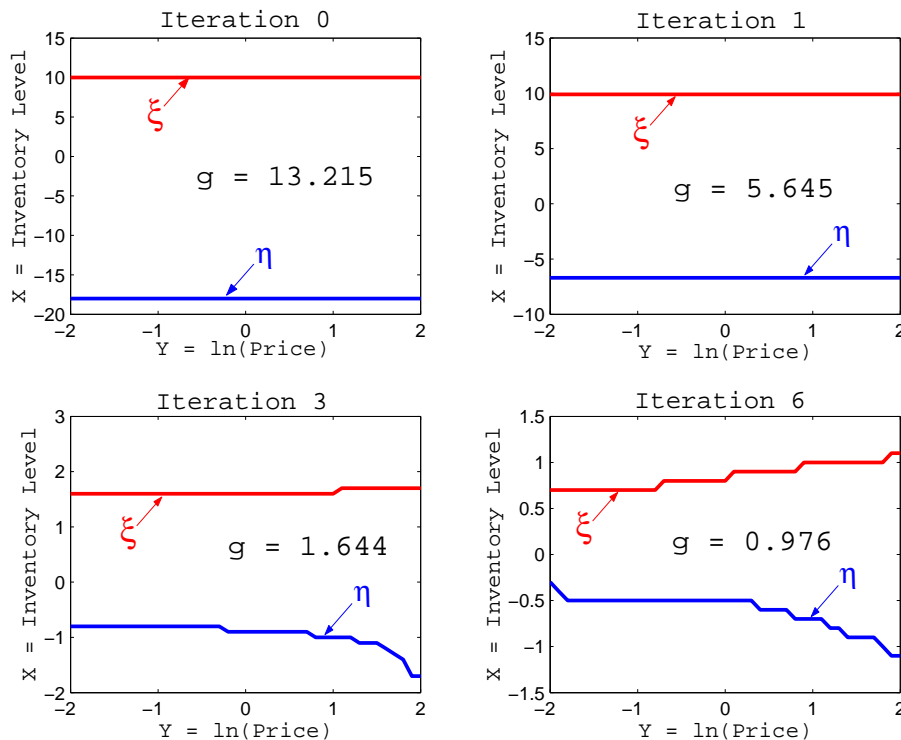 Iteration 0
15
10
5
0
−5
−10
−15
−20
X = Inventory Level
ξ
g = 13.215
η
−2
−1
0
1
2
Y = ln(Price)
Iteration 1
15
10
5
0
−5
−10
X = Inventory Level
ξ
g = 5.645
η
−2
−1
0
1
2
Y = ln(Price)
Iteration 3
3
2
1
0
−1
−2
X = Inventory Level
ξ
g = 1.644
η
−2
−1
0
1
2
Y = ln(Price)
Iteration 6
1.5
1
0.5
0
−0.5
−1
−1.5
X = Inventory Level
ξ
g = 0.976
η
−2
−1
0
1
2
Y = ln(Price)